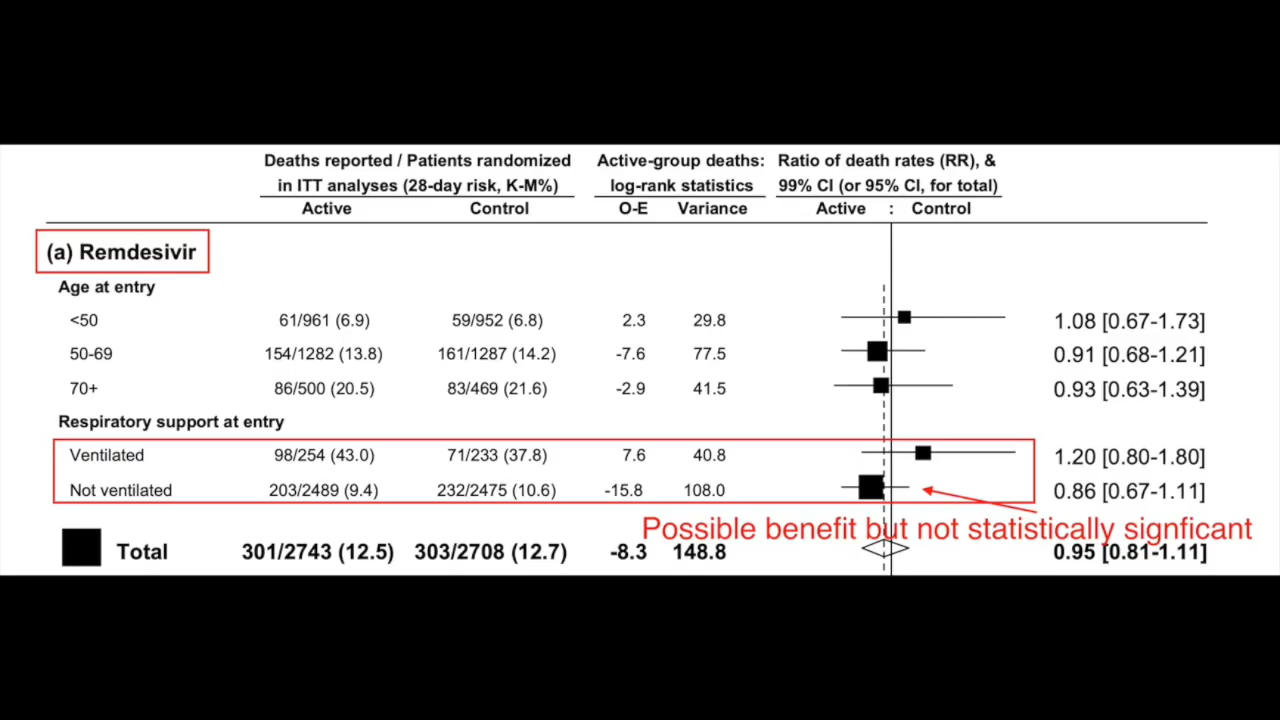 Deaths reported / Patients randomized Active-group deaths: Ratio of death rates (RR), &
in ITT analyses (28-day risk, K-M%) log-rank statistics 99% CI (or 95% CI, for total)
Active Control O-E Variance Active : Control
(a) Remdesivir
Age at entry
<50 61/961 (6.9) 59/952 (6.8) 2.3 29.8 1.08 [0.67-1.73]
50-69 154/1282 (13.8) 161/1287 (14.2) -7.6 77.5 0.91 [0.68-1.21]
70+ 86/500 (20.5) 83/469 (21.6) -2.9 41.5 0.93 [0.63-1.39]
Respiratory support at entry
Ventilated 98/254 (43.0) 71/233 (37.8) 7.6 40.8 1.20 [0.80-1.80]
Not ventilated 203/2489 (9.4) 232/2475 (10.6) -15.8 108.0 0.86 [0.67-1.11]
Possible benefit but not statistically signficant
Total 301/2743 (12.5) 303/2708 (12.7) -8.3 148.8 0.95 [0.81-1.11]